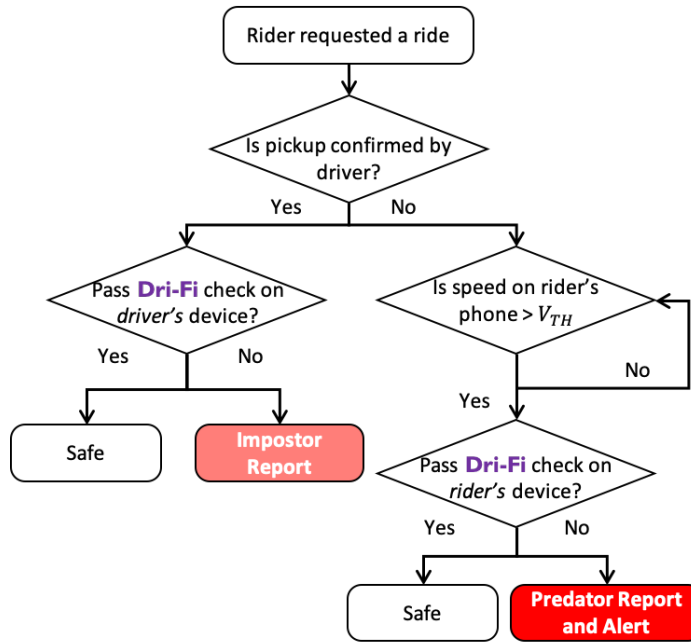 Rider requested a ride
Is pickup confirmed by
driver?
Yes
No
Pass Dri-Fi check on
driver's device?
Yes
No
Safe
Impostor
Report
Is speed on rider's
phone > V_TH
No
Yes
Pass Dri-Fi check on
rider's device?
Yes
No
Safe
Predator Report
and Alert